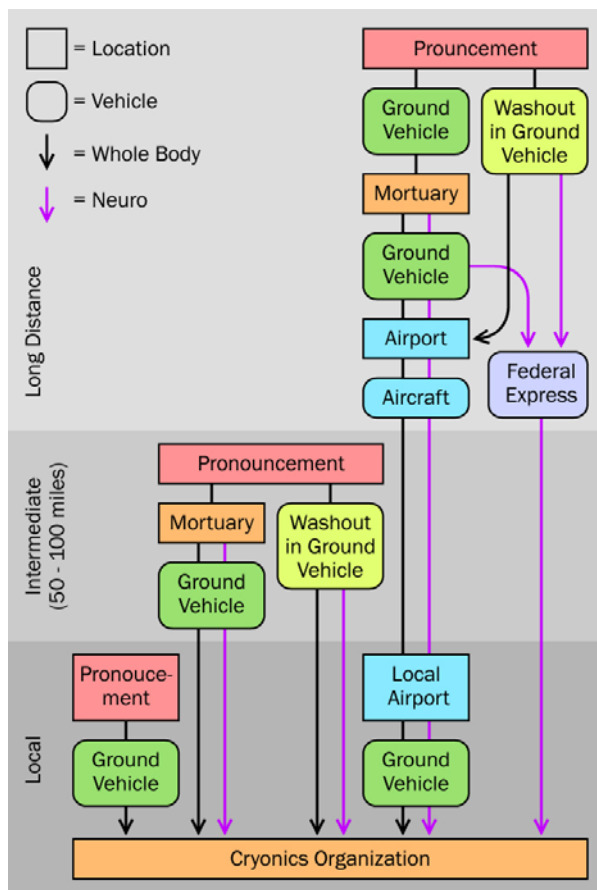 = Location
= Vehicle
= Whole Body
= Neuro
Prouncement
Ground
Vehicle
Washout
in Ground
Vehicle
Mortuary
Ground
Vehicle
Airport
Aircraft
Federal
Express
Long Distance
Pronouncement
Mortuary
Washout
in Ground
Vehicle
Ground
Vehicle
Intermediate
(50 - 100 miles)
Pronouce-
ment
Ground
Vehicle
Local
Airport
Ground
Vehicle
Local
Cryonics Organization